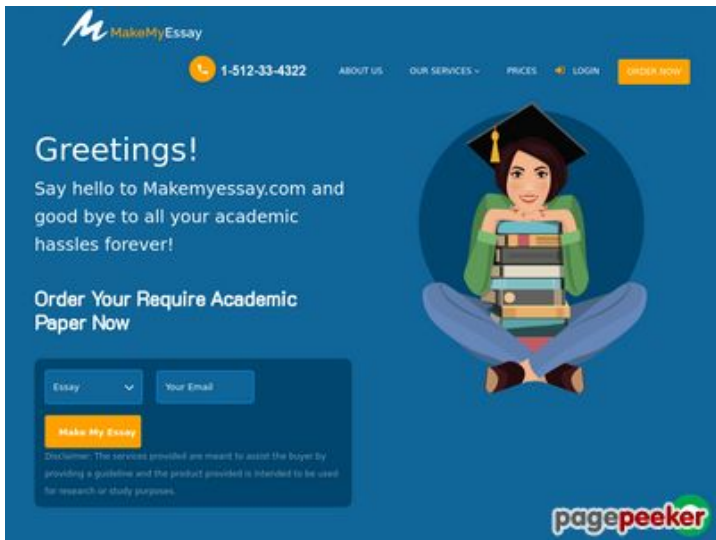 MakeMyEssay
1-512-33-4322
ABOUT US
OUR SERVICES
PRICES
LOGIN
ORDER NOW
Greetings!
Say hello to Makemyessay.com and
good bye to all your academic
hassles forever!
Order Your Require Academic
Paper Now
Essay
Your Email
Make My Essay
Disclaimer: The services provided are meant to assist the buyer by
providing a guideline and the product provided is intended to be used
for research or study purposes.
pagepeeker